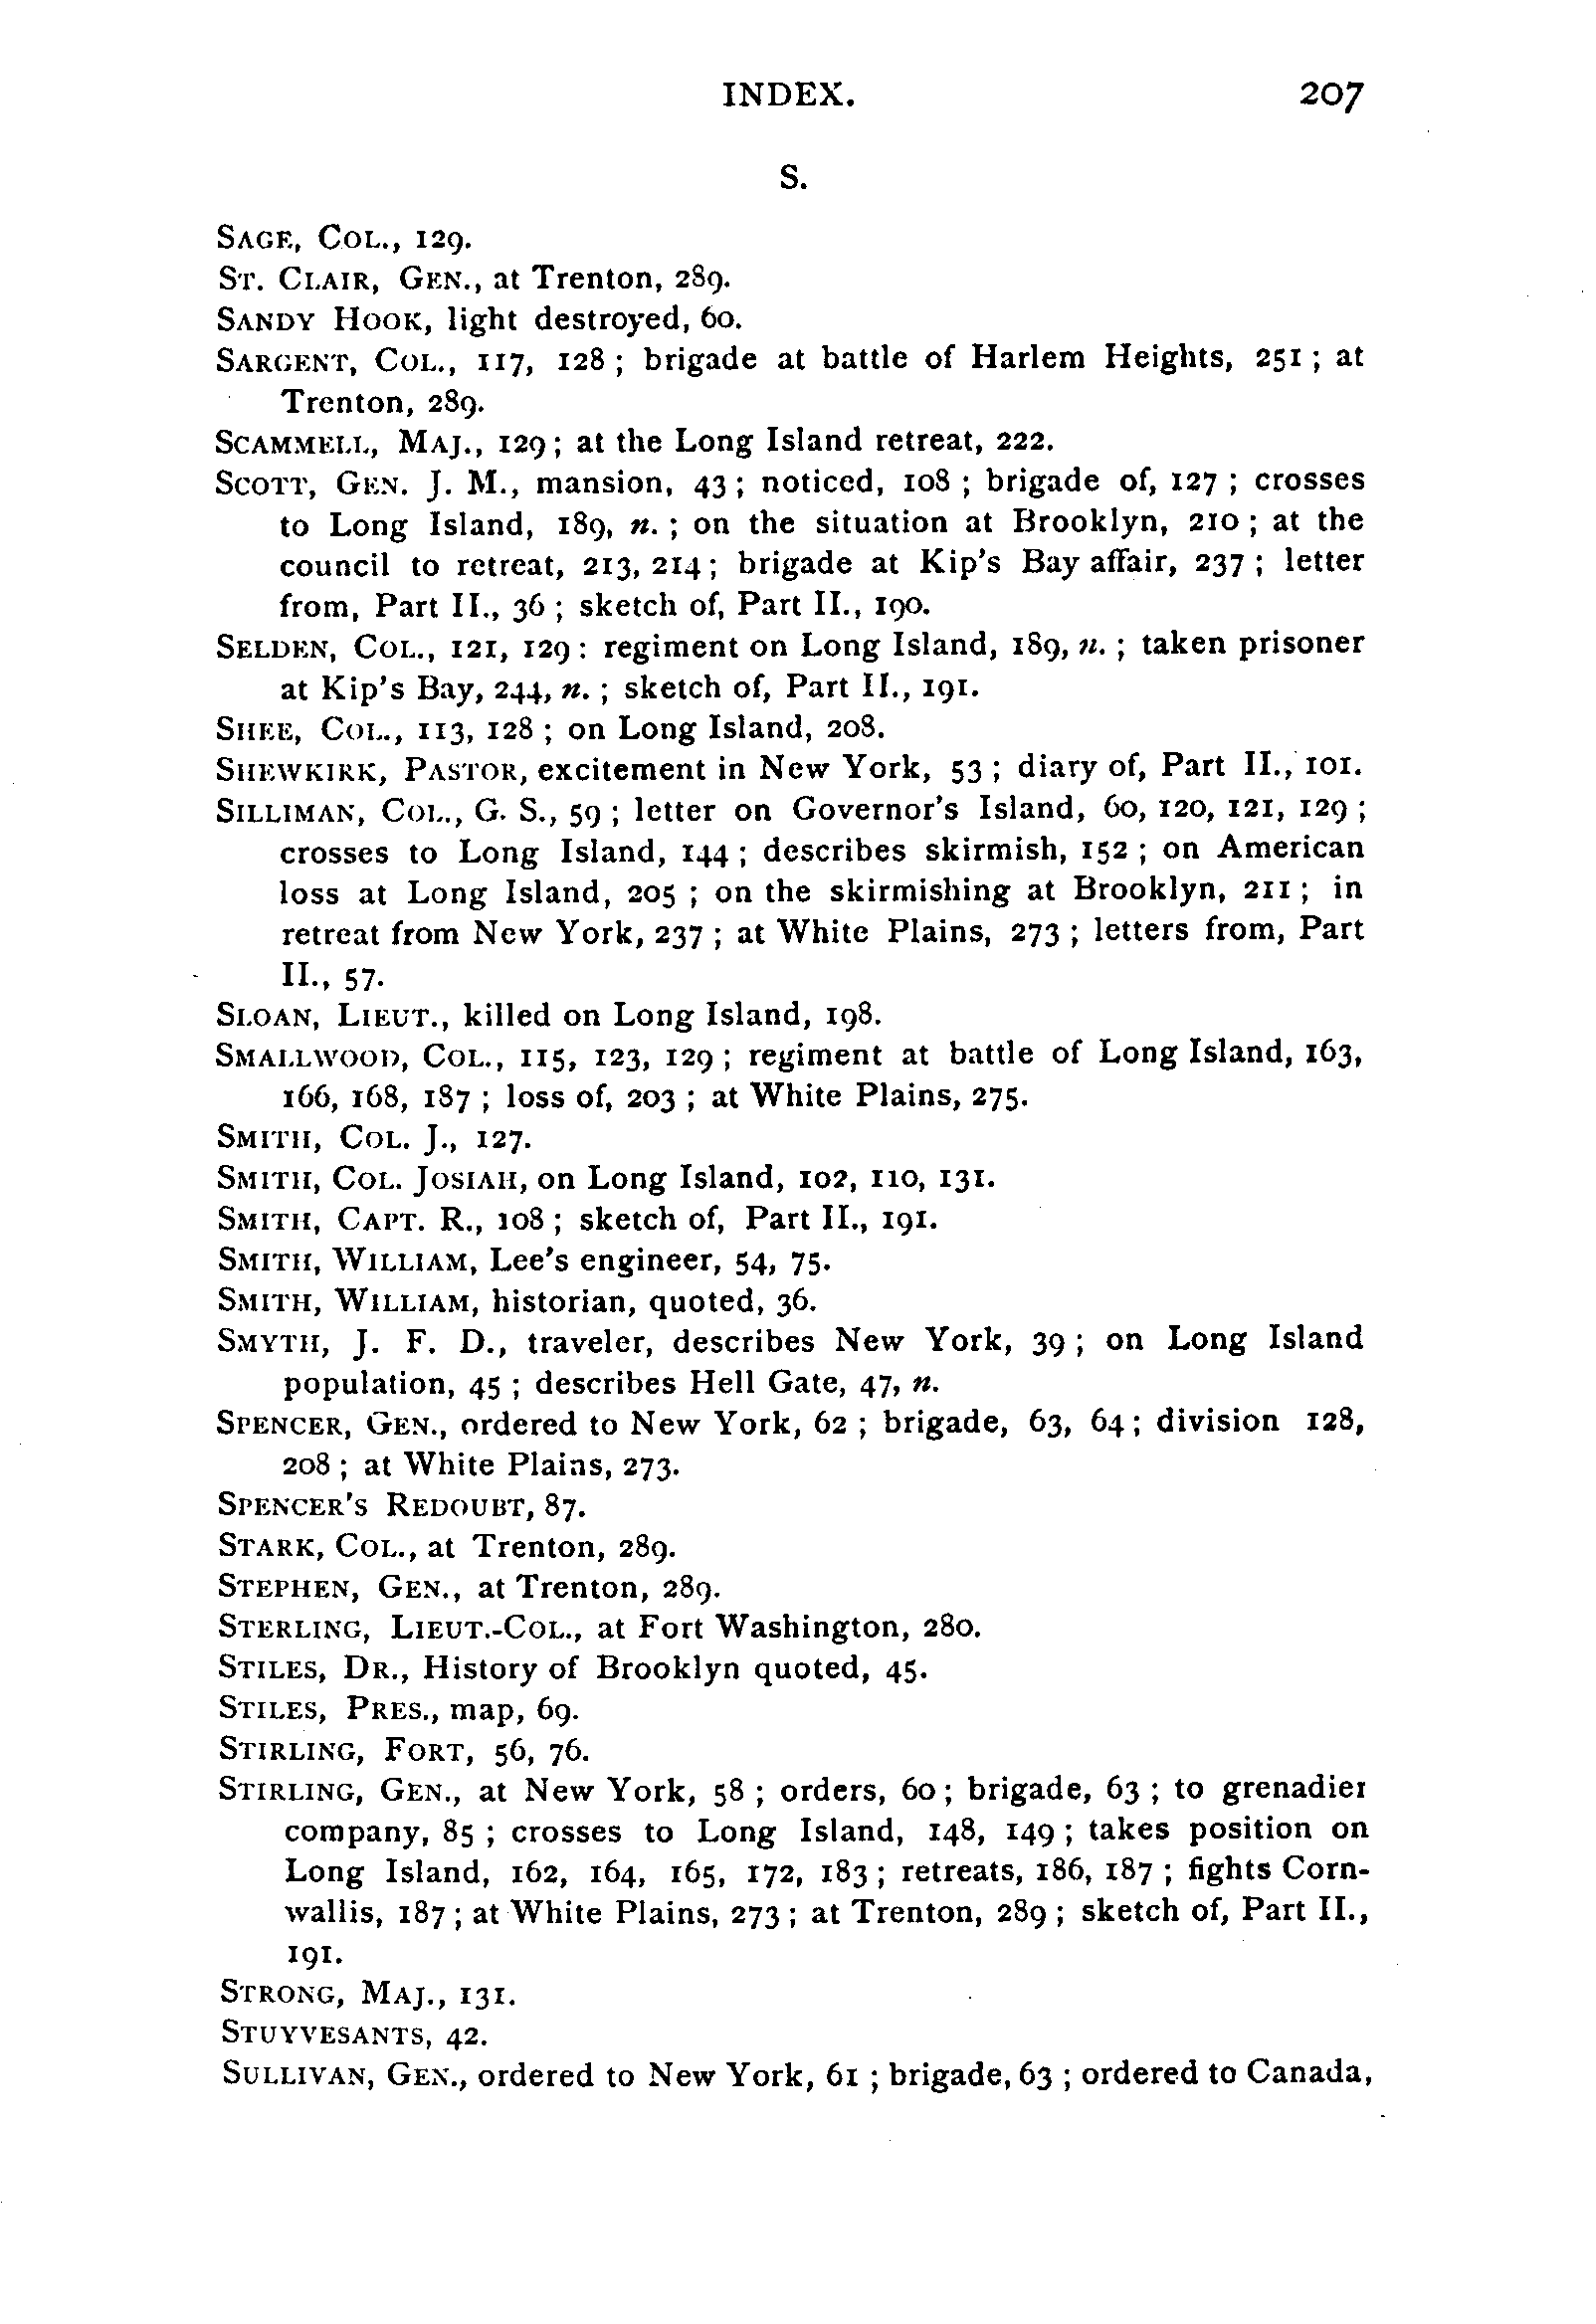 INDEX. 207
S.
SAGE, COL., 129.
ST. CLAIR, GEN., at Trenton, 289.
SANDY HOOK, light destroyed, 60.
SARGENT, COL., 117, 128 ; brigade at battle of Harlem Heights, 251 ; at
Trenton, 289.
SCAMMELL, MAJ., 129 ; at the Long Island retreat, 222.
SCOTT, GEN. J. M., mansion, 43 ; noticed, 108 ; brigade of, 127 ; crosses
to Long Island, 189, n. ; on the situation at Brooklyn, 210 ; at the
council to retreat, 213, 214 ; brigade at Kip's Bay affair, 237 ; letter
from, Part II., 36 ; sketch of, Part II., 190.
SELDEN, COL., 121, 129 : regiment on Long Island, 189, n. ; taken prisoner
at Kip's Bay, 244, n. ; sketch of, Part II., 191.
SHEE, COL., 113, 128 ; on Long Island, 208.
SHEWKIRK, PASTOR, excitement in New York, 53 ; diary of, Part II., 101.
SILLIMAN, COL., G. S., 59 ; letter on Governor's Island, 60, 120, 121, 129 ;
crosses to Long Island, 144 ; describes skirmish, 152 ; on American
loss at Long Island, 205 ; on the skirmishing at Brooklyn, 211 ; in
retreat from New York, 237 ; at White Plains, 273 ; letters from, Part
II., 57.
SLOAN, LIEUT., killed on Long Island, 198.
SMALLWOOD, COL., 115, 123, 129 ; regiment at battle of Long Island, 163,
166, 168, 187 ; loss of, 203 ; at White Plains, 275.
SMITH, COL. J., 127.
SMITH, COL. JOSIAH, on Long Island, 102, 110, 131.
SMITH, CAPT. R., 108 ; sketch of, Part II., 191.
SMITH, WILLIAM, Lee's engineer, 54, 75.
SMITH, WILLIAM, historian, quoted, 36.
SMYTH, J. F. D., traveler, describes New York, 39 ; on Long Island
population, 45 ; describes Hell Gate, 47, n.
SPENCER, GEN., ordered to New York, 62 ; brigade, 63, 64 ; division 128,
208 ; at White Plains, 273.
SPENCER'S REDOUBT, 87.
STARK, COL., at Trenton, 289.
STEPHEN, GEN., at Trenton, 289.
STERLING, LIEUT.-COL., at Fort Washington, 280.
STILES, DR., History of Brooklyn quoted, 45.
STILES, PRES., map, 69.
STIRLING, FORT, 56, 76.
STIRLING, GEN., at New York, 58 ; orders, 60 ; brigade, 63 ; to grenadier
company, 85 ; crosses to Long Island, 148, 149 ; takes position on
Long Island, 162, 164, 165, 172, 183 ; retreats, 186, 187 ; fights Corn-
wallis, 187 ; at White Plains, 273 ; at Trenton, 289 ; sketch of, Part II.,
191.
STRONG, MAJ., 131.
STUYVESANTS, 42.
SULLIVAN, GEN., ordered to New York, 61 ; brigade, 63 ; ordered to Canada,